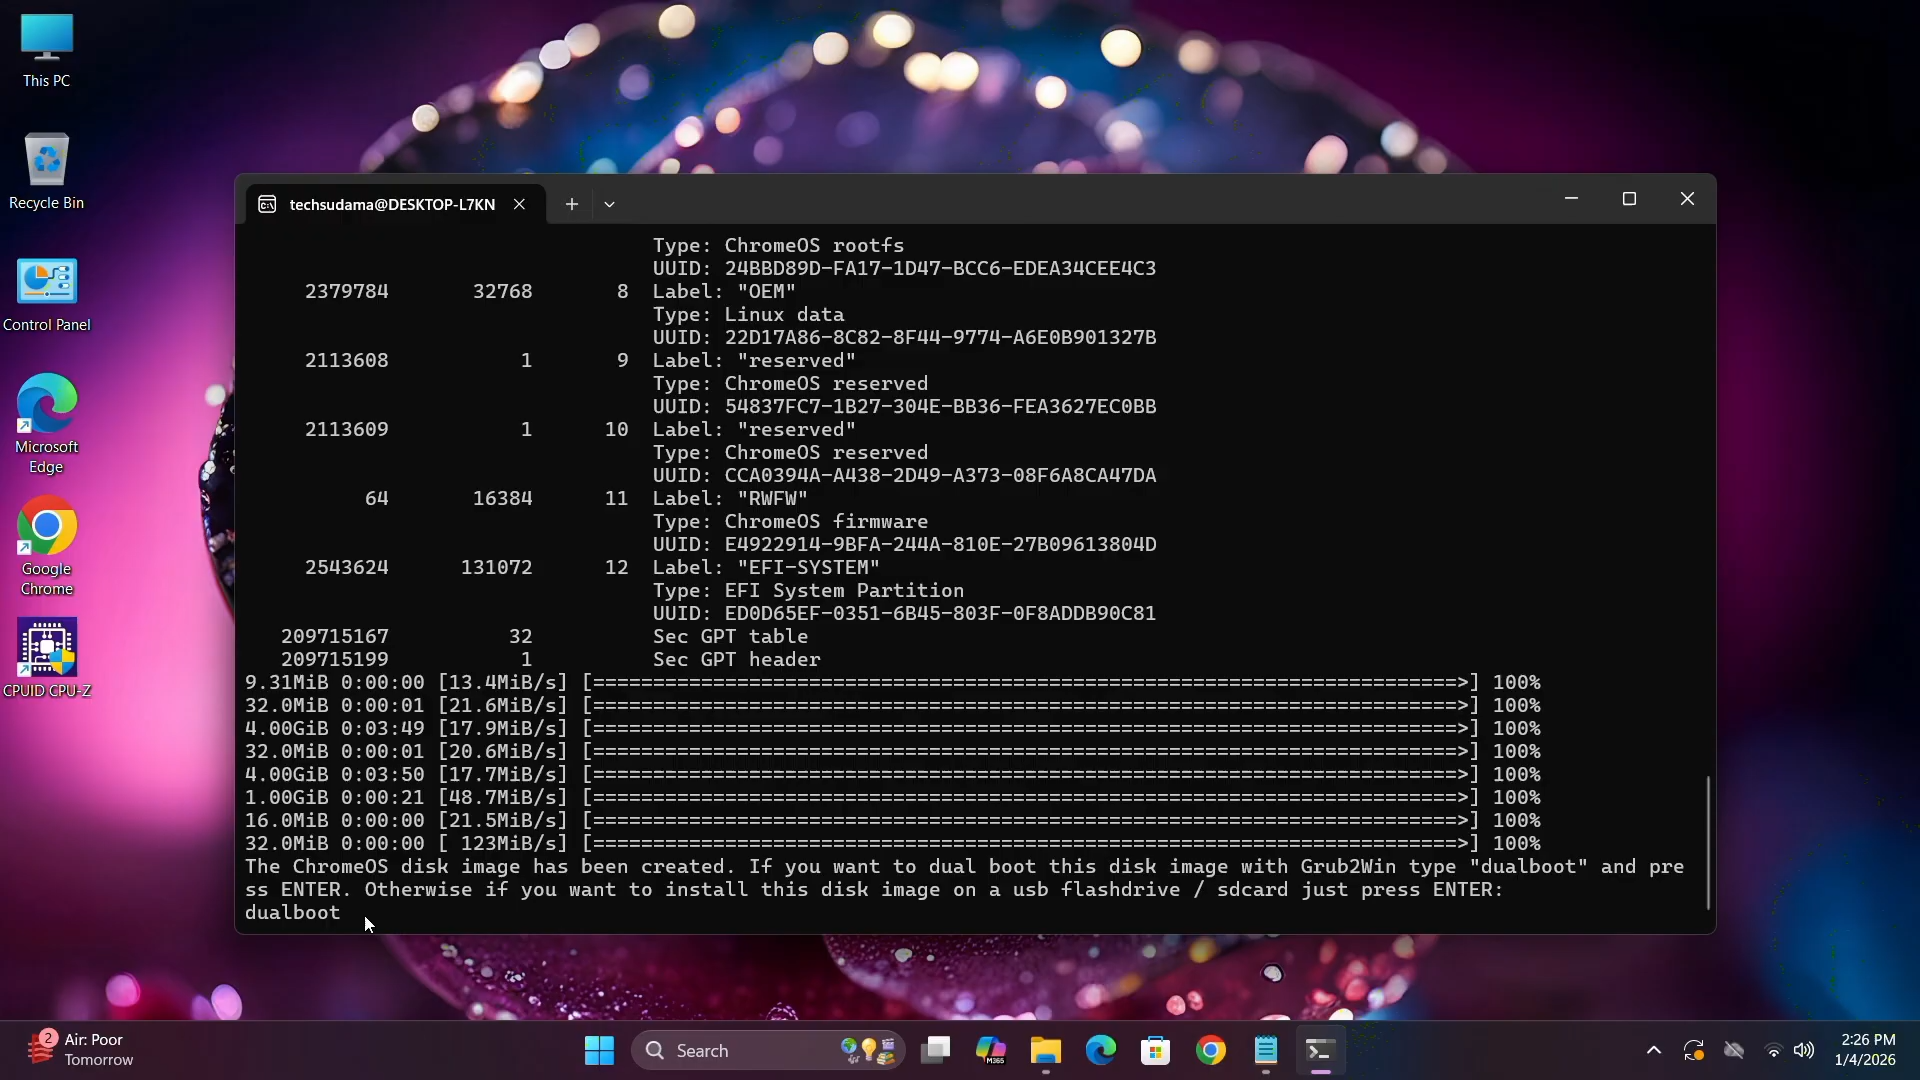 This PC
Recycle Bin
Control Panel
Microsoft
Edge
Google
Chrome
CPUID CPU-Z
techsudama@DESKTOP-L7KN
Type: ChromeOS rootfs
UUID: 24BBD89D-FA17-1D47-BCC6-EDEA34CEE4C3
2379784 32768 8 Label: "OEM"
Type: Linux data
UUID: 22D17A86-8C82-8F44-9774-A6E0B901327B
2113608 1 9 Label: "reserved"
Type: ChromeOS reserved
UUID: 54837FC7-1B27-304E-BB36-FEA3627EC0BB
2113609 1 10 Label: "reserved"
Type: ChromeOS reserved
UUID: CCA0394A-A438-2D49-A373-08F6A8CA47DA
64 16384 11 Label: "RWFW"
Type: ChromeOS firmware
UUID: E4922914-9BFA-244A-810E-27B09613804D
2543624 131072 12 Label: "EFI-SYSTEM"
Type: EFI System Partition
UUID: ED0D65EF-0351-6B45-803F-0F8ADDB90C81
209715167 32 Sec GPT table
209715199 1 Sec GPT header
9.31MiB 0:00:00 [13.4MiB/s] [========================================================================>] 100%
32.0MiB 0:00:01 [21.6MiB/s] [========================================================================>] 100%
4.00GiB 0:03:49 [17.9MiB/s] [========================================================================>] 100%
32.0MiB 0:00:01 [20.6MiB/s] [========================================================================>] 100%
4.00GiB 0:03:50 [17.7MiB/s] [========================================================================>] 100%
1.00GiB 0:00:21 [48.7MiB/s] [========================================================================>] 100%
16.0MiB 0:00:00 [21.5MiB/s] [========================================================================>] 100%
32.0MiB 0:00:00 [ 123MiB/s] [========================================================================>] 100%
The ChromeOS disk image has been created. If you want to dual boot this disk image with Grub2Win type "dualboot" and pre
ss ENTER. Otherwise if you want to install this disk image on a usb flashdrive / sdcard just press ENTER:
dualboot
2
Air: Poor
Tomorrow
Search
M365
2:26 PM
1/4/2026